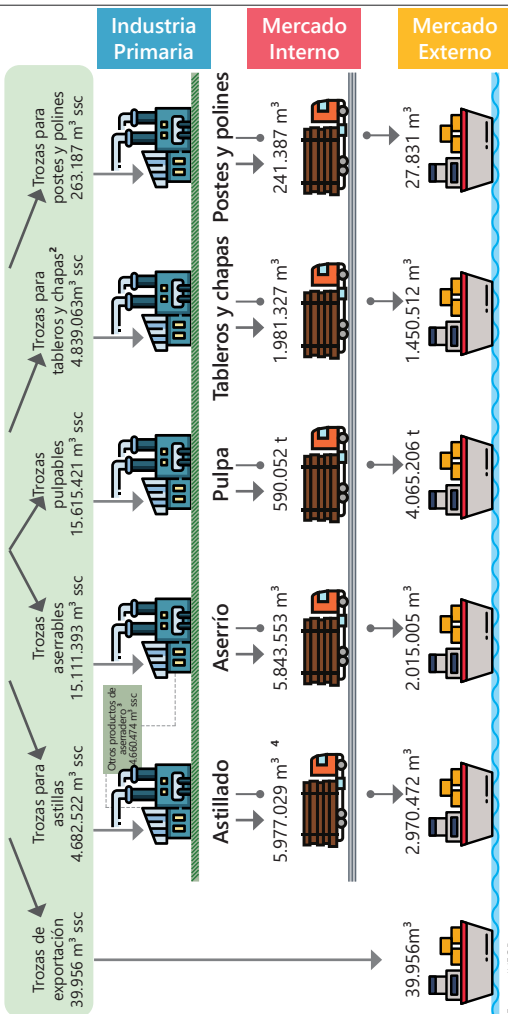 Industria
Primaria
Mercado
Interno
Mercado
Externo
Trozas de
exportación
39.956 m³ ssc
Trozas para
astillas
4.682.522 m³ ssc
Trozas
aserrables
15.111.393 m³ ssc
Trozas
pulpables
15.615.421 m³ ssc
Trozas para
tableros y chapas²
4.839.063m³ ssc
Trozas para
postes y polines
263.187 m³ ssc
Otros productos de
aserradero ³
4.660.474 m³ ssc
Astillado
5.977.029 m³ ⁴
Aserrío
5.843.553 m³
Pulpa
590.052 t
Tableros y chapas
1.981.327 m³
Postes y polines
241.387 m³
39.956m³
2.970.472 m³
2.015.005 m³
4.065.206 t
1.450.512 m³
27.831 m³